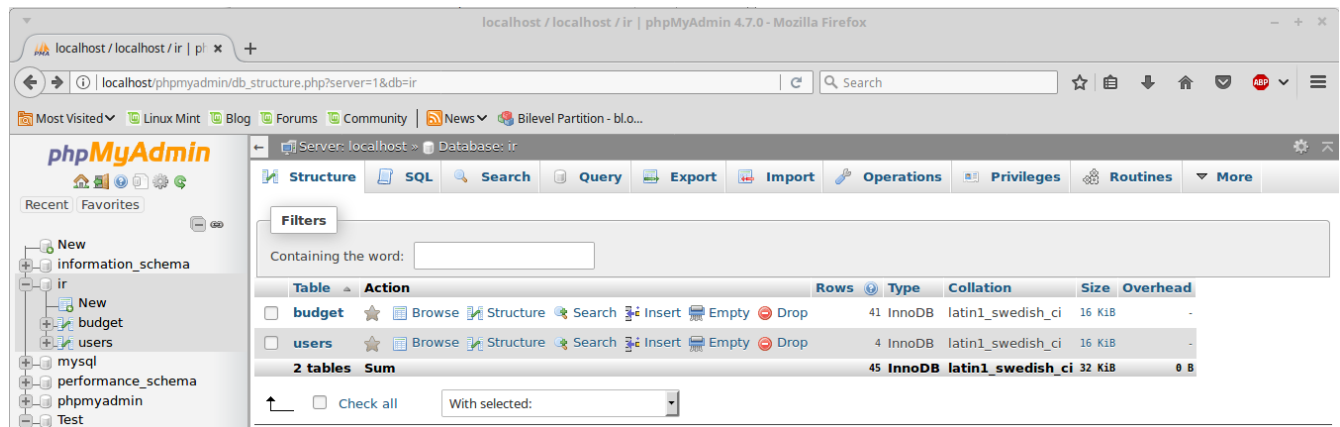 localhost / localhost / ir | phpMyAdmin 4.7.0 - Mozilla Firefox
localhost / localhost / ir | pl
localhost/phpmyadmin/db_structure.php?server=1&db=ir
Search
ABP
Most Visited Linux Mint Blog Forums Community News Bilevel Partition - bl.o...
phpMyAdmin
Recent Favorites
New
information_schema
ir
New
budget
users
mysql
performance_schema
phpmyadmin
Test
Server: localhost » Database: ir
Structure SQL Search Query Export Import Operations Privileges Routines More
Filters
Containing the word:
Table Action Rows Type Collation Size Overhead
budget Browse Structure Search Insert Empty Drop 41 InnoDB latin1_swedish_ci 16 KiB -
users Browse Structure Search Insert Empty Drop 4 InnoDB latin1_swedish_ci 16 KiB -
2 tables Sum 45 InnoDB latin1_swedish_ci 32 KiB 0 B
Check all With selected: